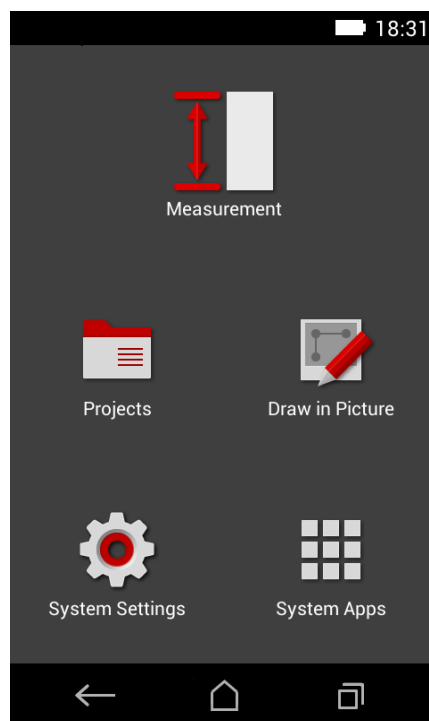 18:31
Measurement
Projects
Draw in Picture
System Settings
System Apps